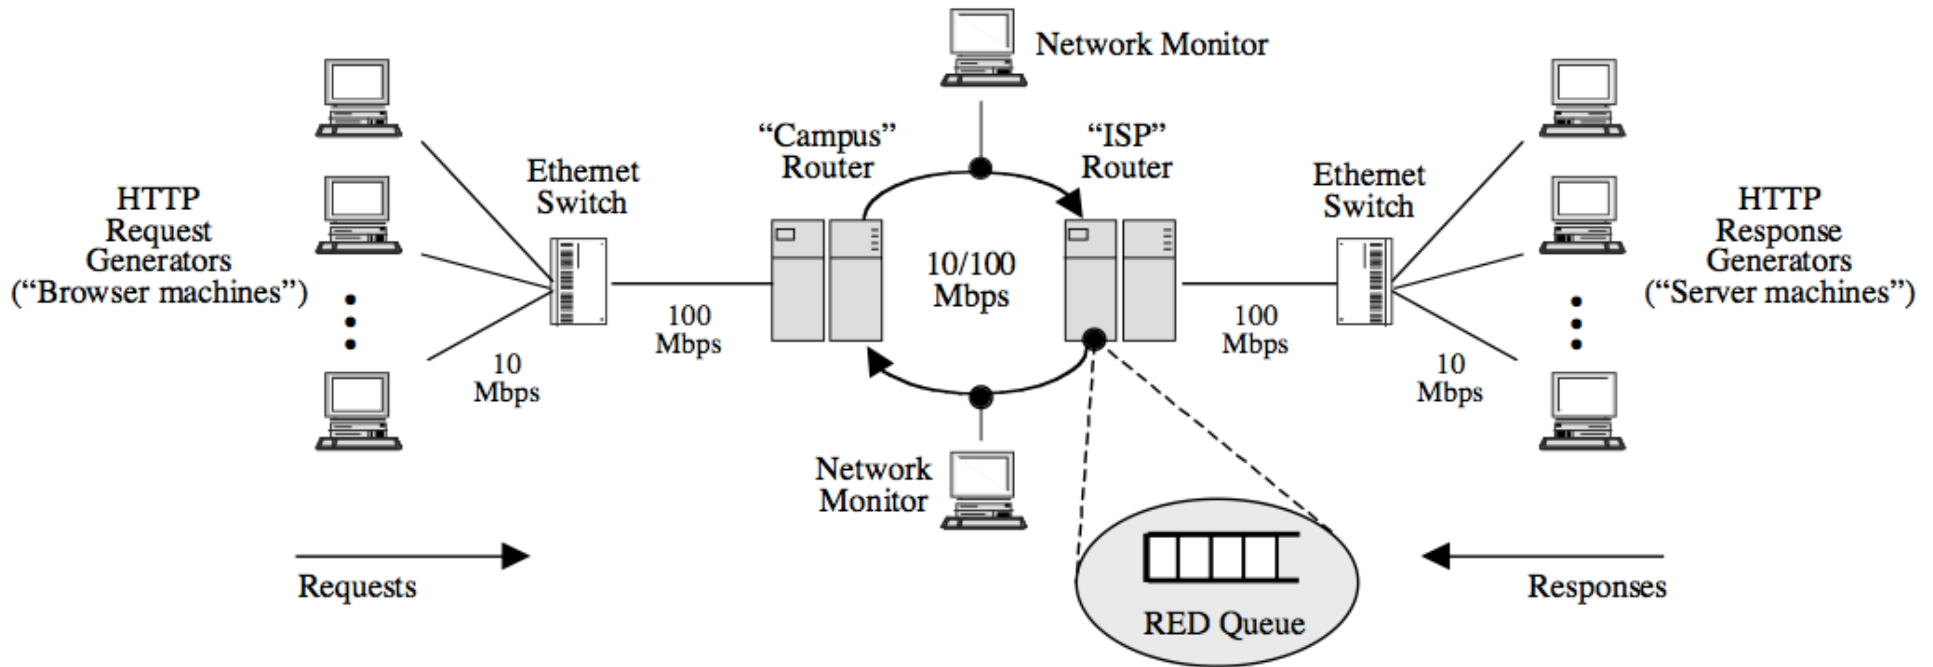 Network Monitor
“Campus”
Router
“ISP”
Router
Ethernet
Switch
Ethernet
Switch
HTTP
Request
Generators
(“Browser machines”)
HTTP
Response
Generators
(“Server machines”)
10/100
Mbps
100
Mbps
100
Mbps
10
Mbps
10
Mbps
Network
Monitor
Requests
Responses
RED Queue